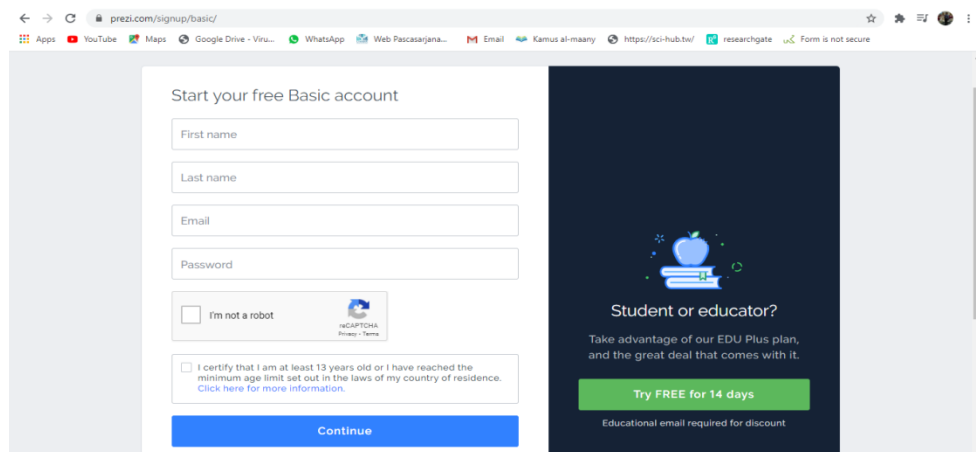 prezi.com/signup/basic/
Apps YouTube Maps Google Drive - Viru... WhatsApp Web Pascasarjana... Email Kamus al-maany https://sci-hub.tw/ researchgate Form is not secure
Start your free Basic account
First name
Last name
Email
Password
I'm not a robot
reCAPTCHA
Privacy - Terms
I certify that I am at least 13 years old or I have reached the
minimum age limit set out in the laws of my country of residence.
Click here for more information.
Continue
Student or educator?
Take advantage of our EDU Plus plan,
and the great deal that comes with it.
Try FREE for 14 days
Educational email required for discount